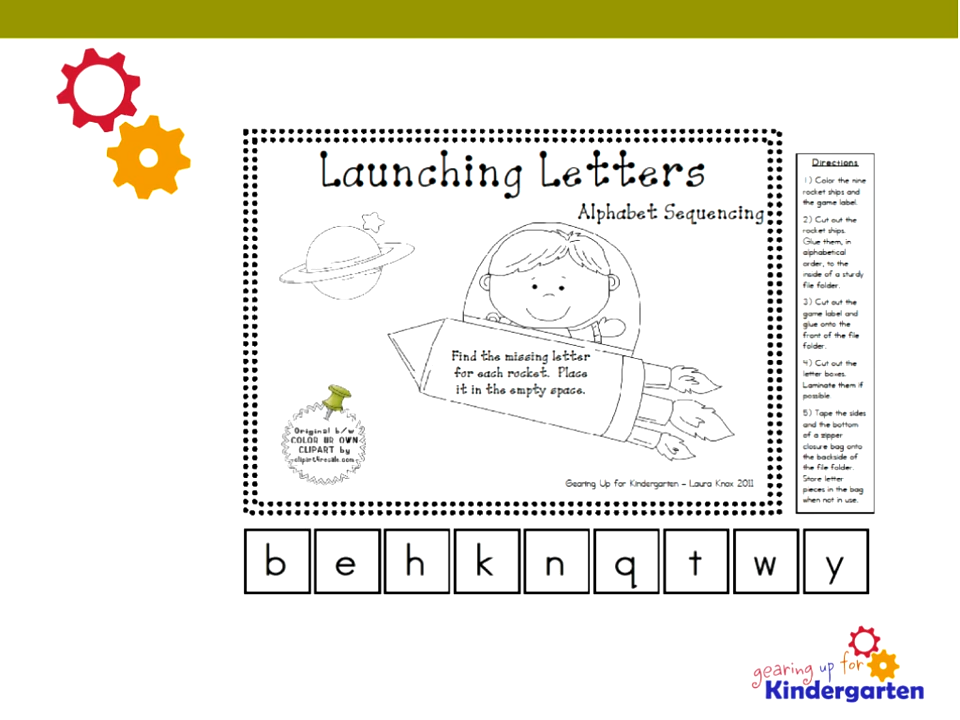 Launching Letters
Alphabet Sequencing
Find the missing letter
for each rocket. Place
it in the empty space.
Original b/w
COLOR UR OWN
CLIPART by
Gearing Up for Kindergarten - Laura Knox 2011
Directions
1) Color the nine
rocket ships and
the game label.
2) Cut out the
rocket ships.
Glue them, in
alphabetical
order, to the
inside of a sturdy
file folder.
3) Cut out the
game label and
glue onto the
front of the file
folder.
4) Cut out the
letter boxes.
Laminate them if
possible
5) Tape the sides
and the bottom
of a zipper
closure bag onto
the backside of
the file folder.
Store letter
pieces in the bag
when not in use.
b e h k n q t w y
gearing up for
Kindergarten